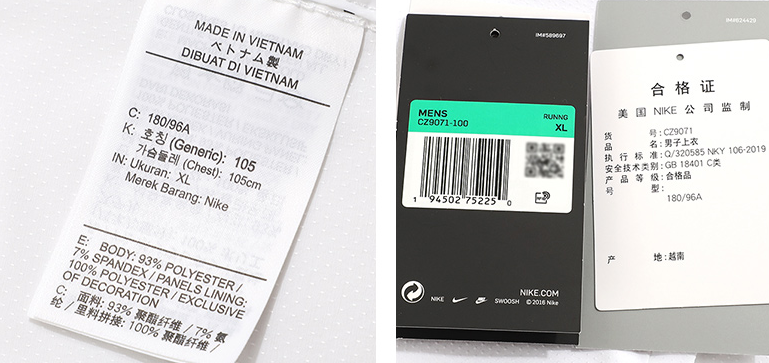 MADE IN VIETNAM
ベトナム製
DIBUAT DI VIETNAM
C: 180/96A
K: 호칭 (Generic): 105
가슴둘레 (Chest): 105cm
IN: Ukuran: XL
Merek Barang: Nike
E: BODY: 93% POLYESTER /
7% SPANDEX / PANELS LINING:
100% POLYESTER / EXCLUSIVE
OF DECORATION
C: 面料: 93% 聚酯纤维 / 7% 氨
纶 / 里料拼接: 100% 聚酯纤维 /
IM#589697
MENS
CZ9071-100
RUNNG
XL
1 94502 75225 0
NIKE.COM
NIKE
SWOOSH
© 2016 Nike
IM#624429
合格证
美国 NIKE 公司监制
货号: CZ9071
品名: 男子上衣
执行标准: Q/320585 NKY 106-2019
安全技术类别: GB 18401 C类
产品等级: 合格品
号型:
180/96A
产地: 越南